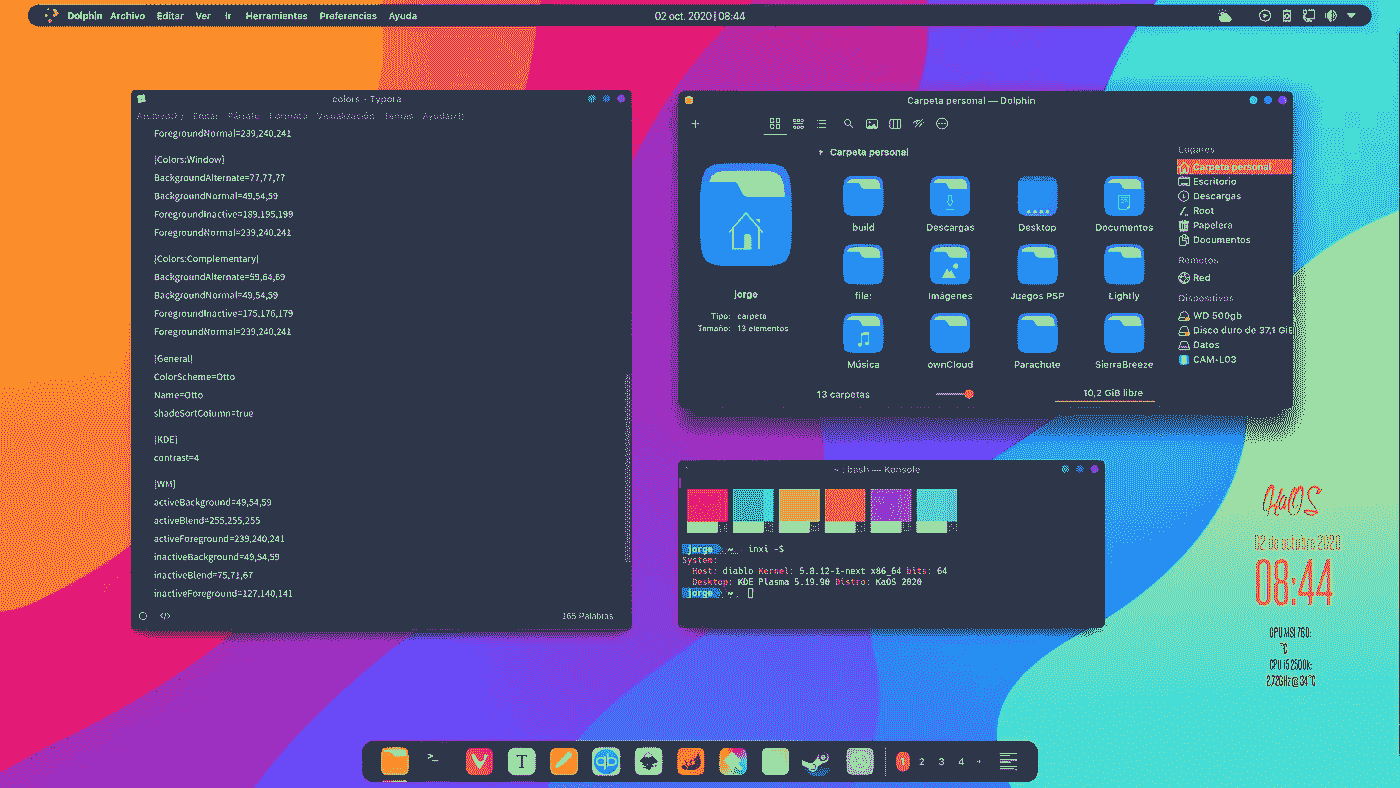 Dolphin Archivo Editar Ver Ir Herramientas Preferencias Ayuda
02 oct. 2020 | 08:44
colors - Typora
Editar Párrafo Formato Visualización Temas
ForegroundNormal=239,240,241
[Colors:Window]
BackgroundAlternate=77,77,77
BackgroundNormal=49,54,59
ForegroundInactive=189,195,199
ForegroundNormal=239,240,241
[Colors:Complementary]
BackgroundAlternate=59,64,69
BackgroundNormal=49,54,59
ForegroundInactive=175,176,179
ForegroundNormal=239,240,241
[General]
ColorScheme=Otto
Name=Otto
shadeSortColumn=true
[KDE]
contrast=4
[WM]
activeBackground=49,54,59
activeBlend=255,255,255
activeForeground=239,240,241
inactiveBackground=49,54,59
inactiveBlend=75,71,67
inactiveForeground=127,140,141
</> 165 Palabras
Carpeta personal — Dolphin
Carpeta personal
jorge
Tipo: carpeta
Tamaño: 13 elementos
build Descargas Desktop Documentos
file: Imágenes Juegos PSP Lightly
Música ownCloud Parachute SierraBreeze
13 carpetas
10,2 GiB libre
Lugares
Carpeta personal
Escritorio
Descargas
Root
Papelera
Documentos
Remotos
Red
Dispositivos
WD 500gb
Disco duro de 37,1 GiB
Datos
CAM-L03
~ : bash — Konsole
jorge ~ inxi -S
System:
Host: diablo Kernel: 5.8.12-1-next x86_64 bits: 64
Desktop: KDE Plasma 5.19.90 Distro: KaOS 2020
jorge ~
KaOS
02 de octubre 2020
08:44
GPU MSI 760:
°C
CPU i5 2500k:
2.72GHz @ 34°C
T
1 2 3 4